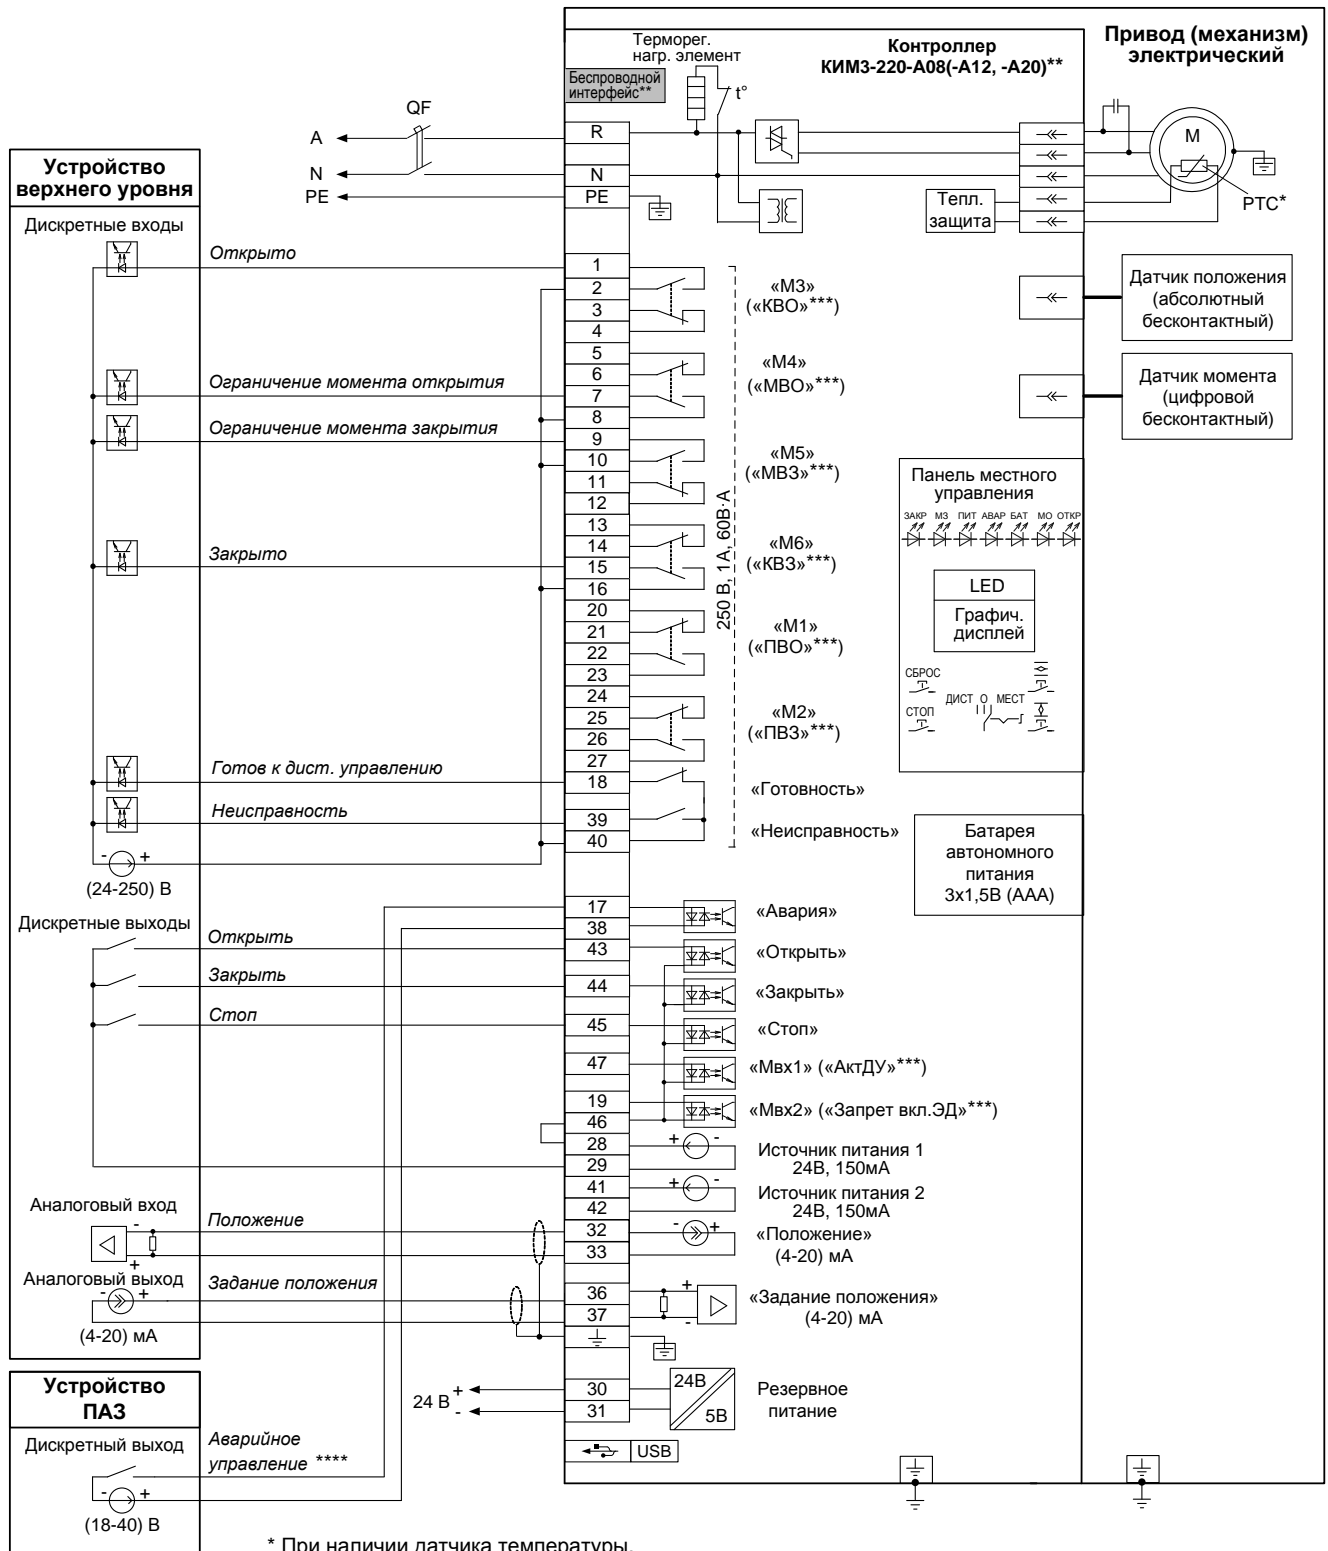 Привод (механизм)
электрический
Контроллер
КИМ3-220-А08(-А12, -А20)**
Терморег.
нагр. элемент
Беспроводной
интерфейс**
t°
QF
A
N
PE
R
N
PE
M
PTC*
Тепл.
защита
Устройство
верхнего уровня
Дискретные входы
Открыто
Ограничение момента открытия
Ограничение момента закрытия
Закрыто
Готов к дист. управлению
Неисправность
- +
(24-250) В
1
2
3
4
5
6
7
8
9
10
11
12
13
14
15
16
20
21
22
23
24
25
26
27
18
39
40
«М3»
(«КВО»***)
«М4»
(«МВО»***)
«М5»
(«МВЗ»***)
«М6»
(«КВЗ»***)
«М1»
(«ПВО»***)
«М2»
(«ПВЗ»***)
«Готовность»
«Неисправность»
250 В, 1А, 60В·А
Датчик положения
(абсолютный
бесконтактный)
Датчик момента
(цифровой
бесконтактный)
Панель местного
управления
ЗАКР МЗ ПИТ АВАР БАТ МО ОТКР
LED
Графич.
дисплей
СБРОС
СТОП
ДИСТ О МЕСТ
Батарея
автономного
питания
3х1,5В (ААА)
Дискретные выходы
Открыть
Закрыть
Стоп
17
38
43
44
45
47
19
46
28
29
41
42
32
33
36
37
30
31
«Авария»
«Открыть»
«Закрыть»
«Стоп»
«Мвх1» («АктДУ»***)
«Мвх2» («Запрет вкл.ЭД»***)
+ -
Источник питания 1
24В, 150мА
+ -
Источник питания 2
24В, 150мА
- +
«Положение»
(4-20) мА
+
-
«Задание положения»
(4-20) мА
Аналоговый вход
-
+
Положение
Аналоговый выход
- +
(4-20) мА
Задание положения
24 В
+
-
24В
5В
Резервное
питание
USB
Устройство
ПАЗ
Дискретный выход
- +
(18-40) В
Аварийное
управление ****
* При наличии датчика температуры.